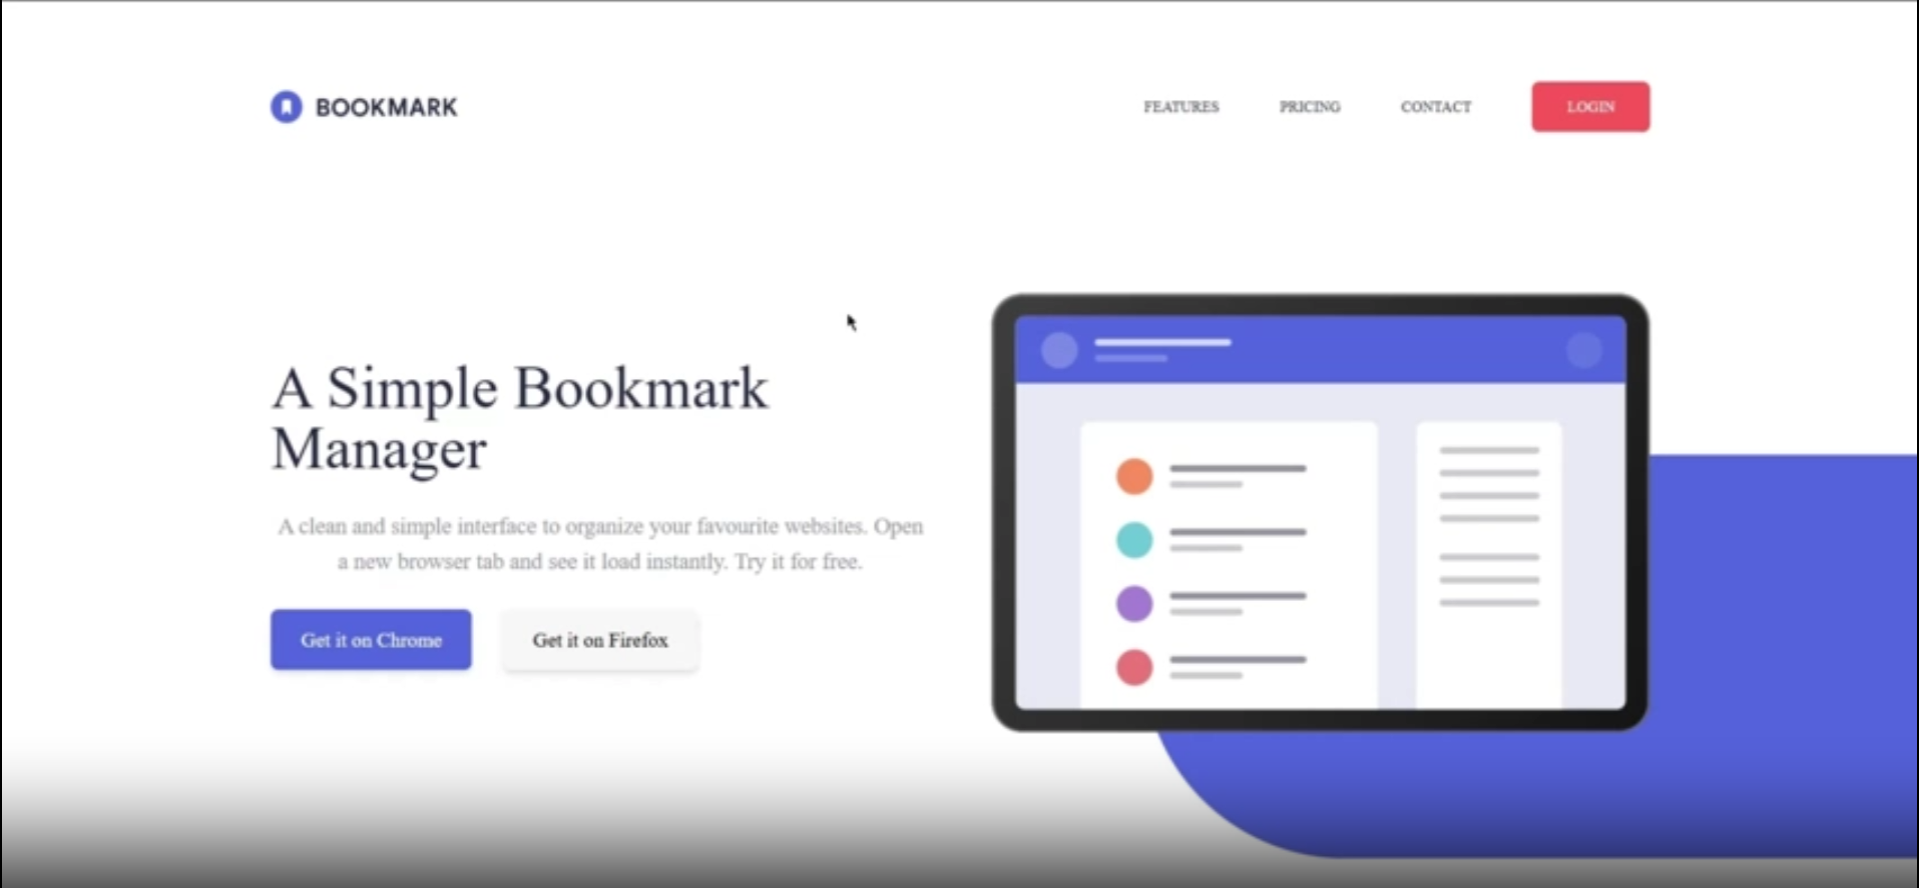 BOOKMARK
FEATURES
PRICING
CONTACT
LOGIN
A Simple Bookmark
Manager
A clean and simple interface to organize your favourite websites. Open
a new browser tab and see it load instantly. Try it for free.
Get it on Chrome
Get it on Firefox